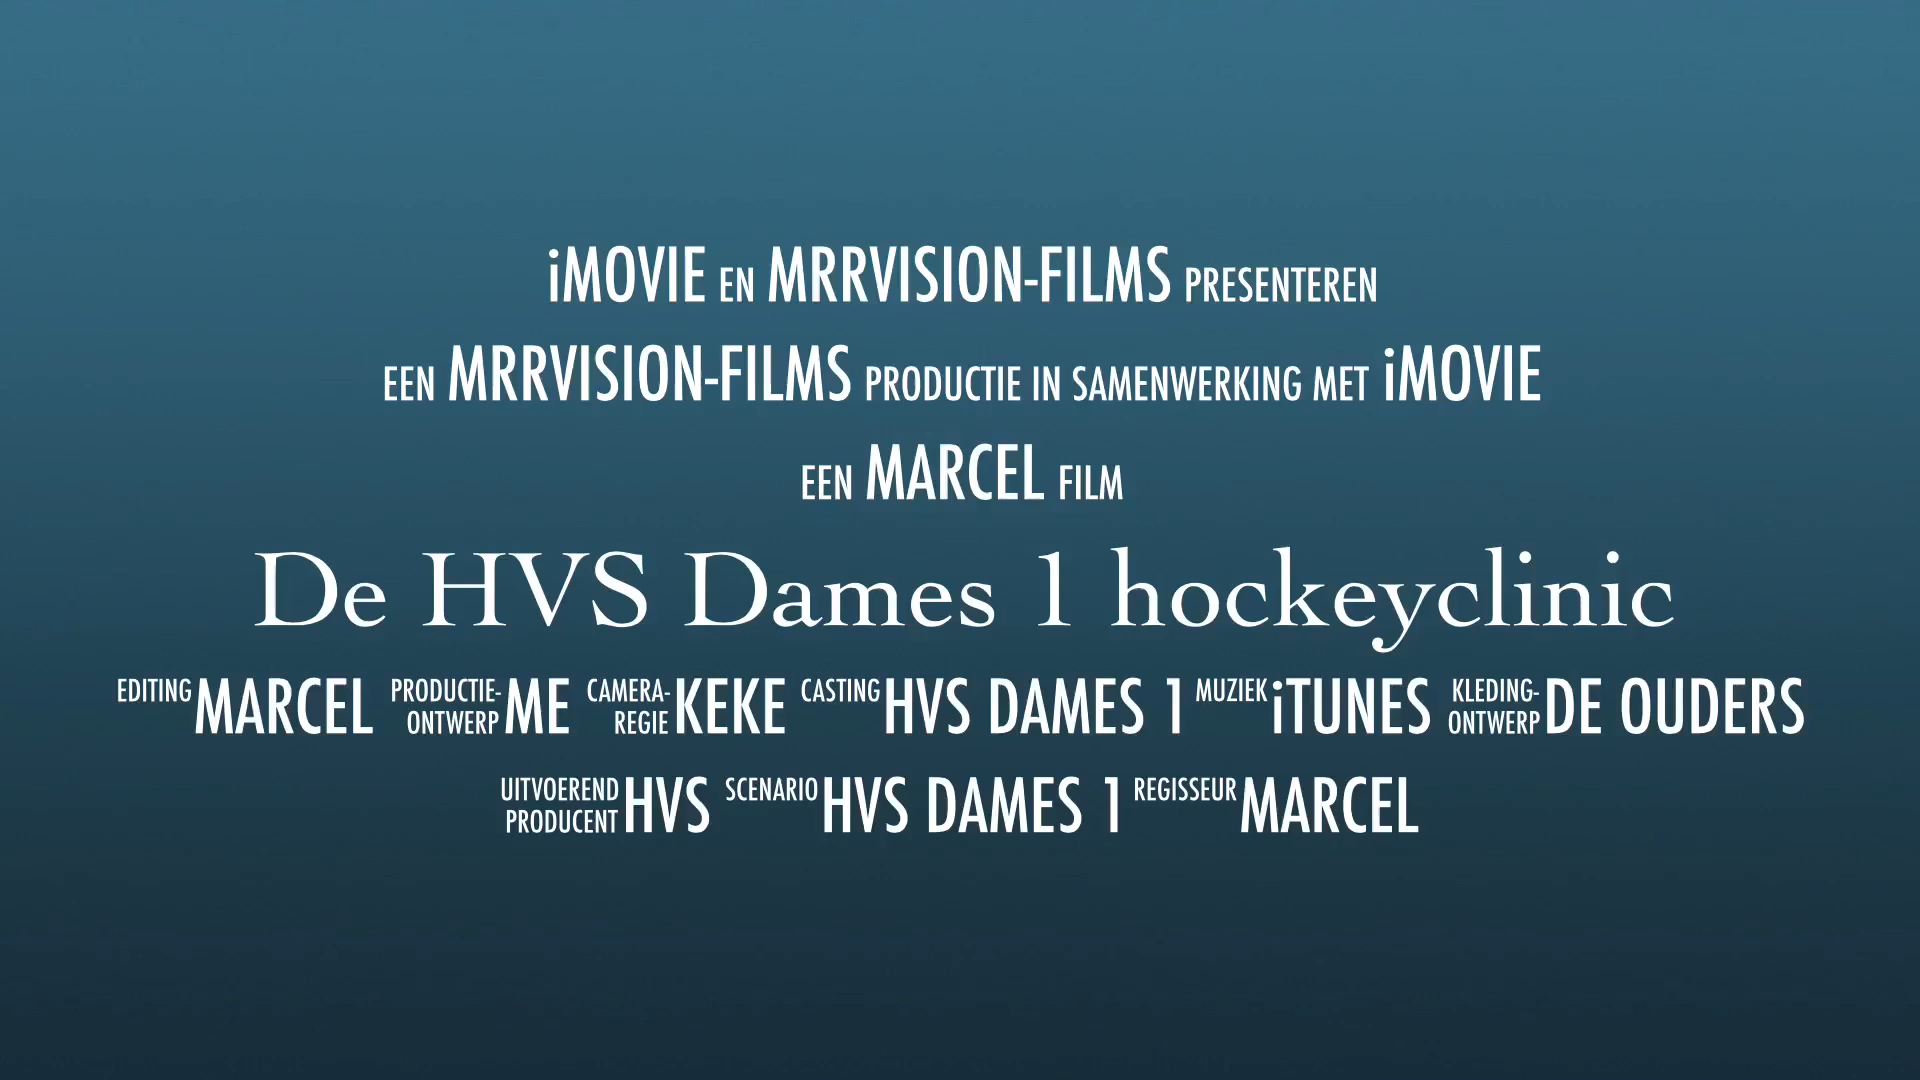 iMOVIE EN MRRVISION-FILMS PRESENTEREN
EEN MRRVISION-FILMS PRODUCTIE IN SAMENWERKING MET iMOVIE
EEN MARCEL FILM
De HVS Dames 1 hockeyclinic
EDITING MARCEL PRODUCTIE-ONTWERP ME CAMERA-REGIE KEKE CASTING HVS DAMES 1 MUZIEK iTUNES KLEDING-ONTWERP DE OUDERS
UITVOEREND PRODUCENT HVS SCENARIO HVS DAMES 1 REGISSEUR MARCEL